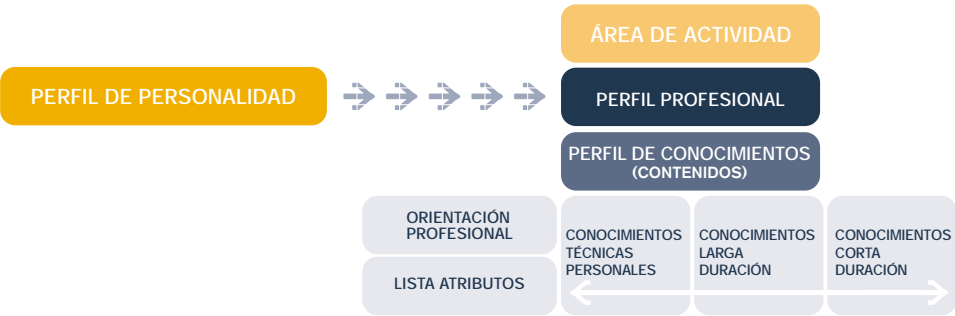 ÁREA DE ACTIVIDAD
PERFIL DE PERSONALIDAD
PERFIL PROFESIONAL
PERFIL DE CONOCIMIENTOS
(CONTENIDOS)
ORIENTACIÓN
PROFESIONAL
LISTA ATRIBUTOS
CONOCIMIENTOS
TÉCNICAS
PERSONALES
CONOCIMIENTOS
LARGA
DURACIÓN
CONOCIMIENTOS
CORTA
DURACIÓN